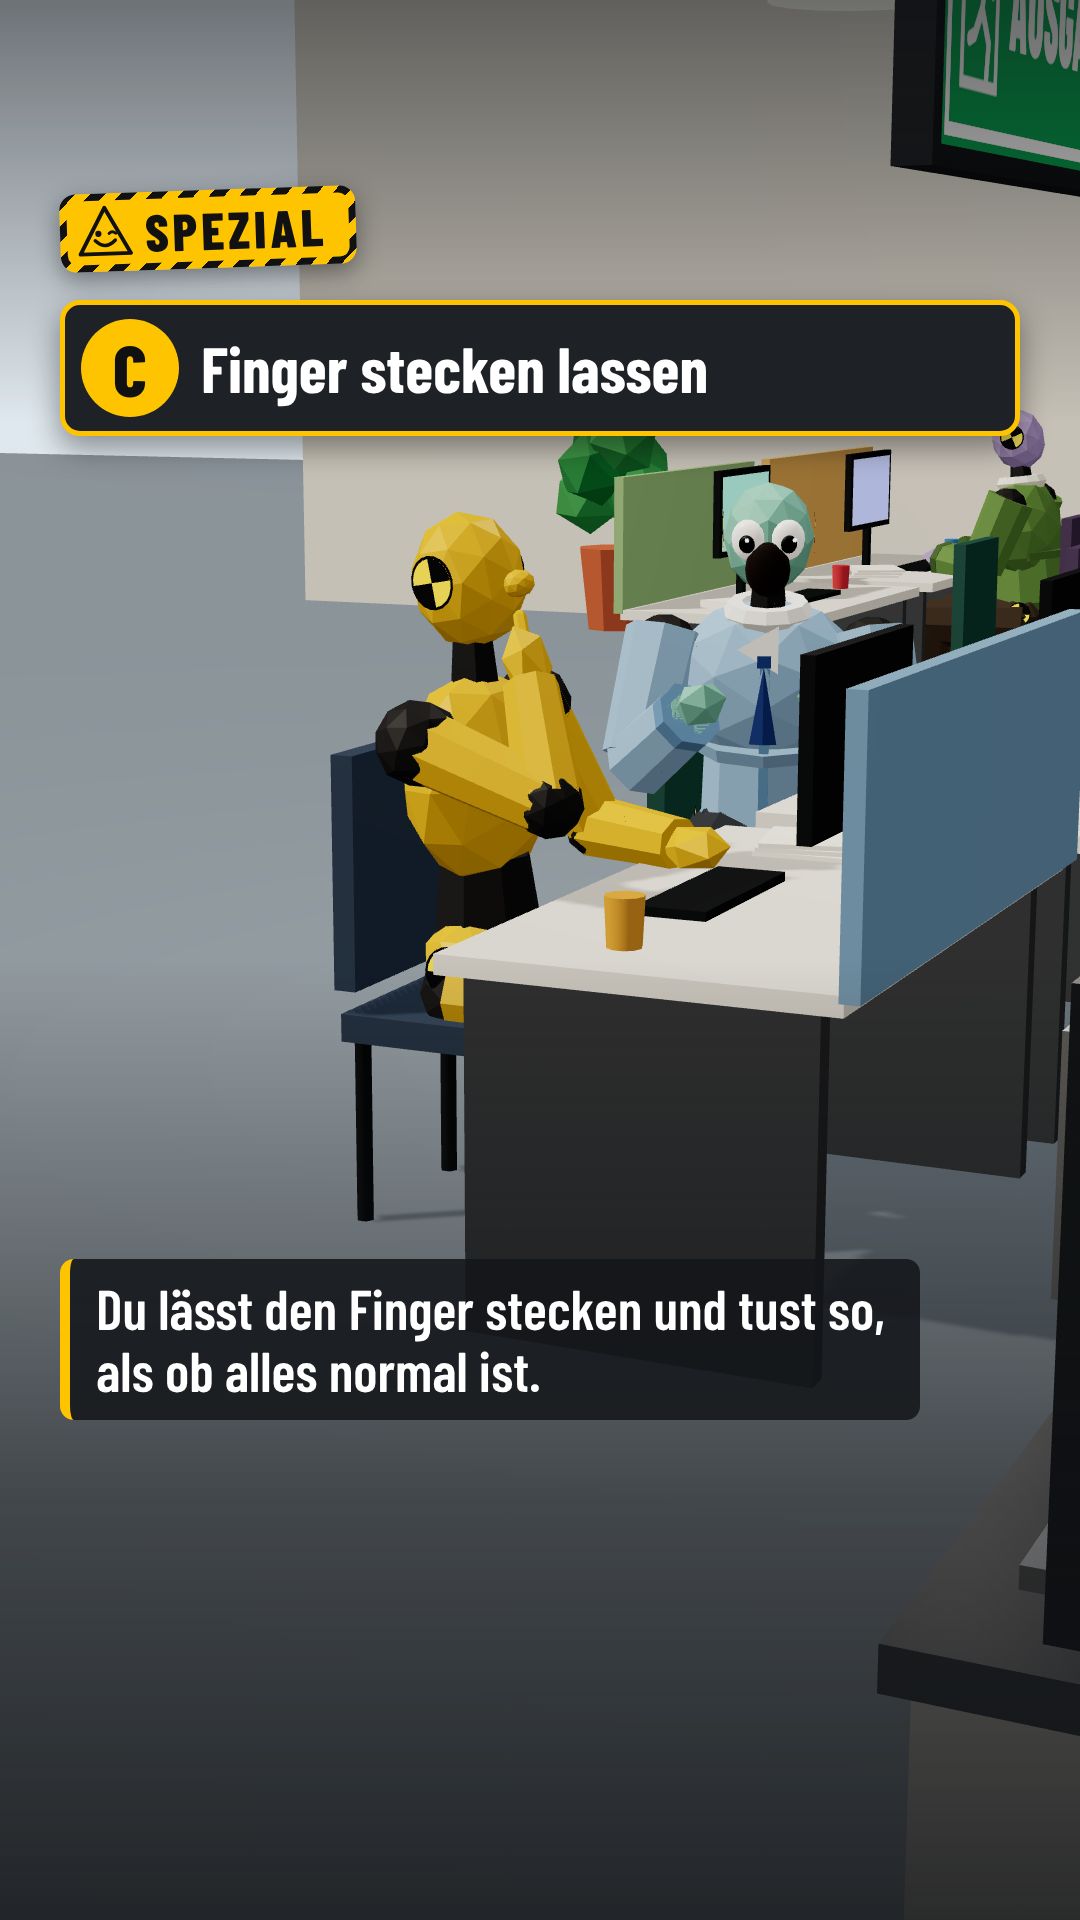 SPEZIAL
C Finger stecken lassen
Du lässt den Finger stecken und tust so,
als ob alles normal ist.